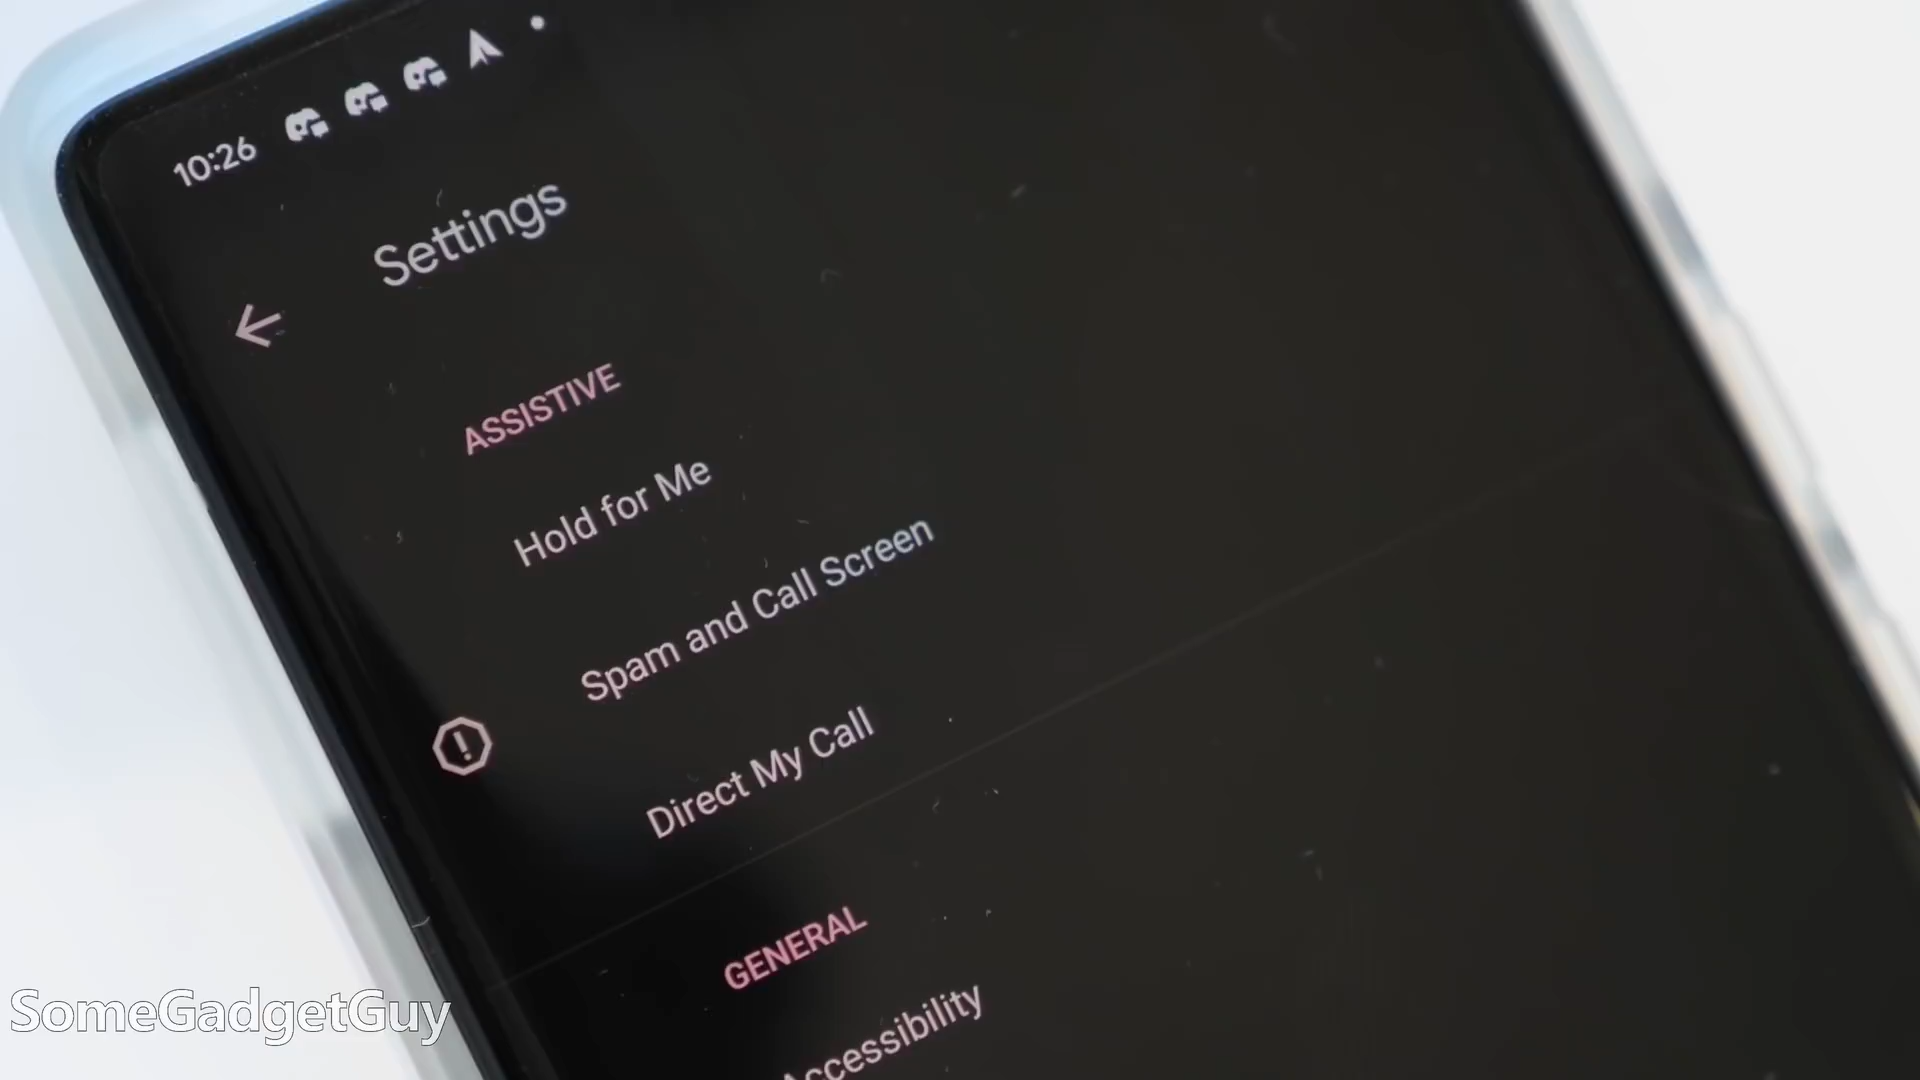 10:26
Settings
ASSISTIVE
Hold for Me
Spam and Call Screen
Direct My Call
GENERAL
Accessibility
SomeGadgetGuy